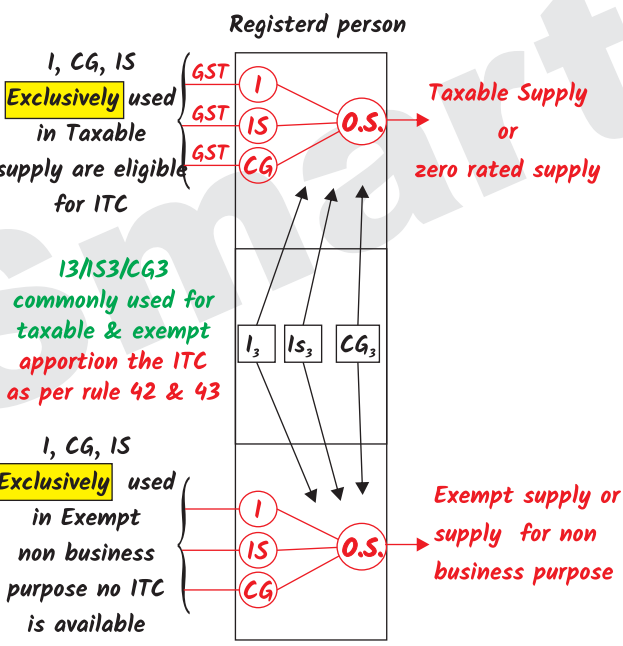 Registerd person
I, CG, IS
Exclusively used
in Taxable
supply are eligible
for ITC
GST
GST
GST
I
IS
CG
O.S.
Taxable Supply
or
zero rated supply
I3/IS3/CG3
commonly used for
taxable & exempt
apportion the ITC
as per rule 42 & 43
I3
Is3
CG3
I, CG, IS
Exclusively used
in Exempt
non business
purpose no ITC
is available
I
IS
CG
O.S.
Exempt supply or
supply for non
business purpose
Smart